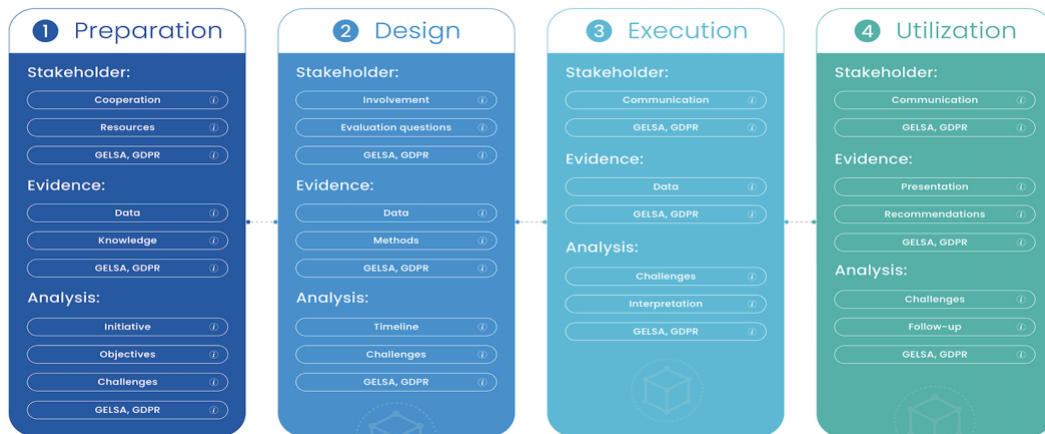 1 Preparation
Stakeholder:
Cooperation
Resources
GELSA, GDPR
Evidence:
Data
Knowledge
GELSA, GDPR
Analysis:
Initiative
Objectives
Challenges
GELSA, GDPR
2 Design
Stakeholder:
Involvement
Evaluation questions
GELSA, GDPR
Evidence:
Data
Methods
GELSA, GDPR
Analysis:
Timeline
Challenges
GELSA, GDPR
3 Execution
Stakeholder:
Communication
GELSA, GDPR
Evidence:
Data
GELSA, GDPR
Analysis:
Challenges
Interpretation
GELSA, GDPR
4 Utilization
Stakeholder:
Communication
GELSA, GDPR
Evidence:
Presentation
Recommendations
GELSA, GDPR
Analysis:
Challenges
Follow-up
GELSA, GDPR